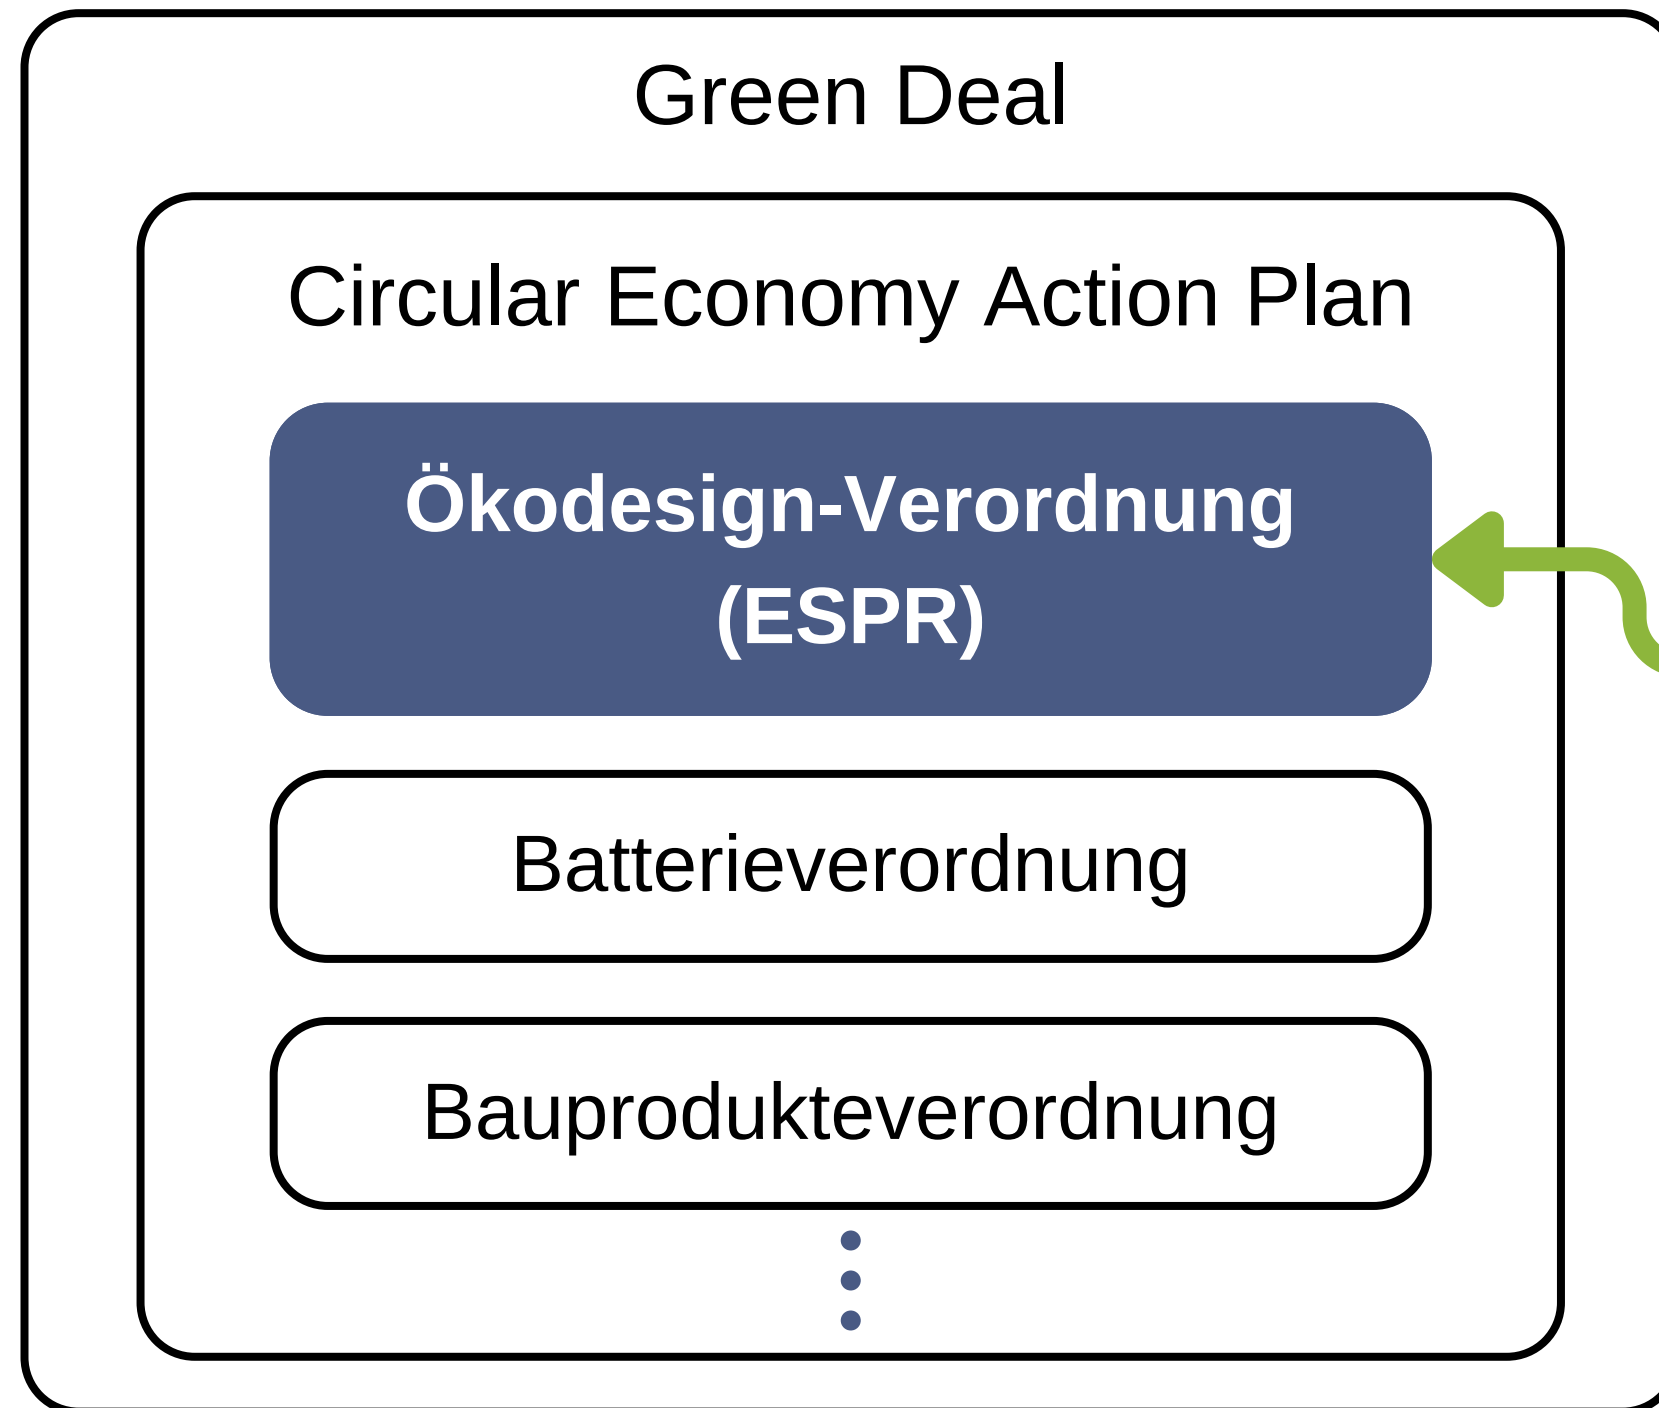 Green Deal
Circular Economy Action Plan
Ökodesign-Verordnung
(ESPR)
Batterieverordnung
Bauprodukteverordnung